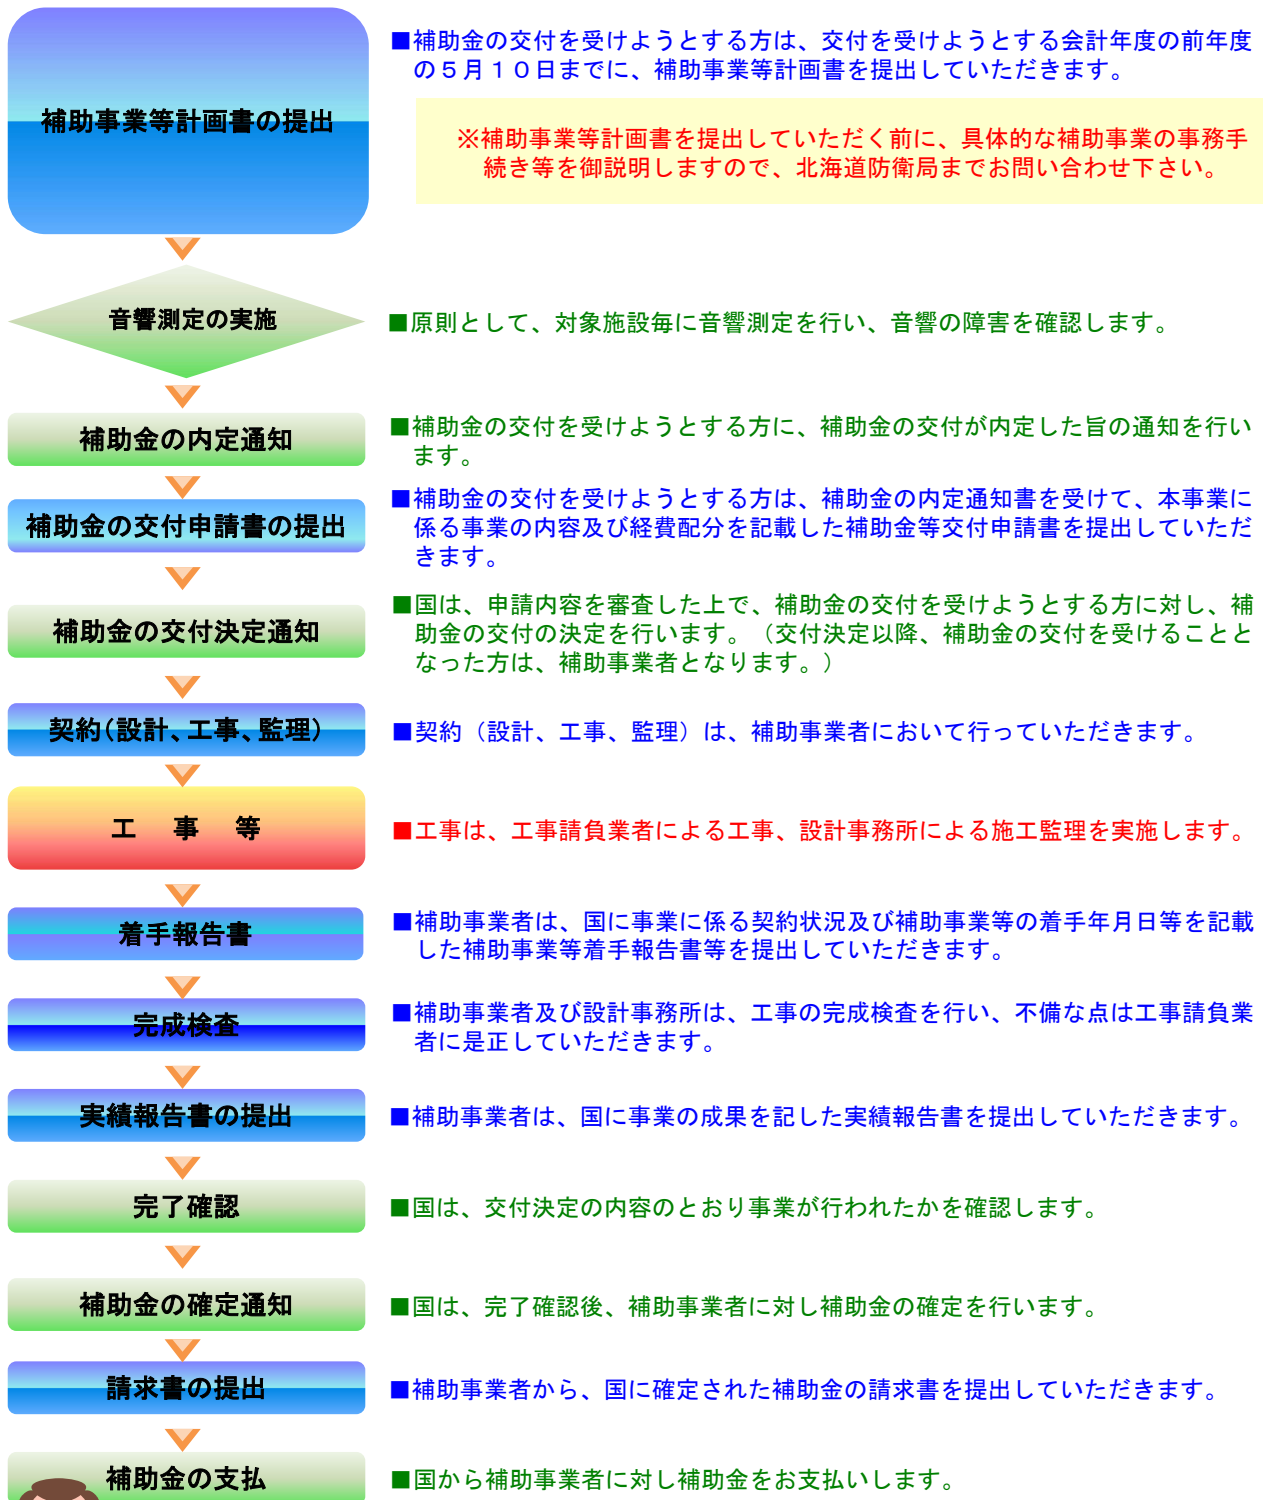 補助事業等計画書の提出
■補助金の交付を受けようとする方は、交付を受けようとする会計年度の前年度
の５月１０日までに、補助事業等計画書を提出していただきます。
※補助事業等計画書を提出していただく前に、具体的な補助事業の事務手
続き等を御説明しますので、北海道防衛局までお問い合わせ下さい。
音響測定の実施
■原則として、対象施設毎に音響測定を行い、音響の障害を確認します。
補助金の内定通知
■補助金の交付を受けようとする方に、補助金の交付が内定した旨の通知を行い
ます。
補助金の交付申請書の提出
■補助金の交付を受けようとする方は、補助金の内定通知書を受けて、本事業に
係る事業の内容及び経費配分を記載した補助金等交付申請書を提出していただ
きます。
補助金の交付決定通知
■国は、申請内容を審査した上で、補助金の交付を受けようとする方に対し、補
助金の交付の決定を行います。（交付決定以降、補助金の交付を受けることと
なった方は、補助事業者となります。）
契約（設計、工事、監理）
■契約（設計、工事、監理）は、補助事業者において行っていただきます。
工　事　等
■工事は、工事請負業者による工事、設計事務所による施工監理を実施します。
着手報告書
■補助事業者は、国に事業に係る契約状況及び補助事業等の着手年月日等を記載
した補助事業等着手報告書等を提出していただきます。
完成検査
■補助事業者及び設計事務所は、工事の完成検査を行い、不備な点は工事請負業
者に是正していただきます。
実績報告書の提出
■補助事業者は、国に事業の成果を記した実績報告書を提出していただきます。
完了確認
■国は、交付決定の内容のとおり事業が行われたかを確認します。
補助金の確定通知
■国は、完了確認後、補助事業者に対し補助金の確定を行います。
請求書の提出
■補助事業者から、国に確定された補助金の請求書を提出していただきます。
補助金の支払
■国から補助事業者に対し補助金をお支払いします。